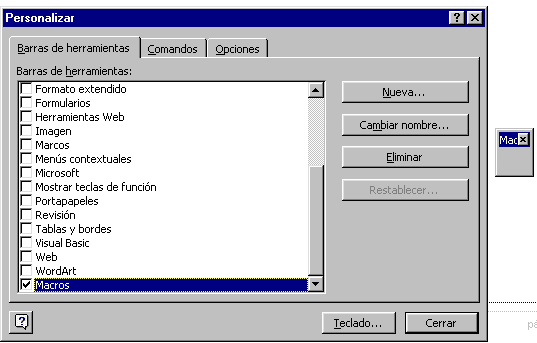 Personalizar
Barras de herramientas Comandos Opciones
Barras de herramientas:
Formato extendido
Formularios
Herramientas Web
Imagen
Marcos
Menús contextuales
Microsoft
Mostrar teclas de función
Portapapeles
Revisión
Tablas y bordes
Visual Basic
Web
WordArt
Macros
Nueva...
Cambiar nombre...
Eliminar
Restablecer...
Mac
Teclado... Cerrar
pá